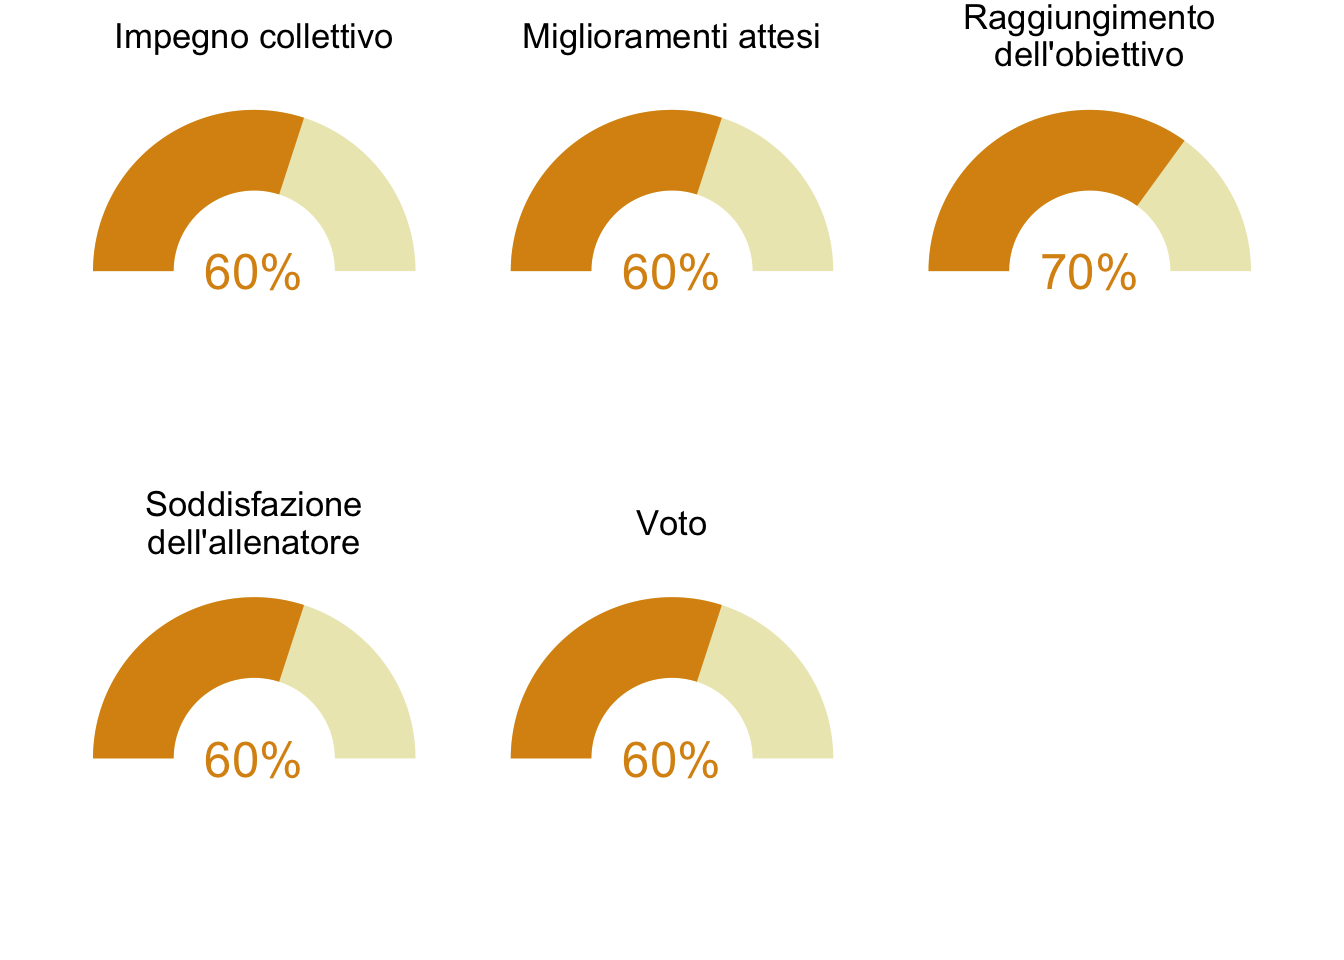 Impegno collettivo
60%
Miglioramenti attesi
60%
Raggiungimento
dell'obiettivo
70%
Soddisfazione
dell'allenatore
60%
Voto
60%